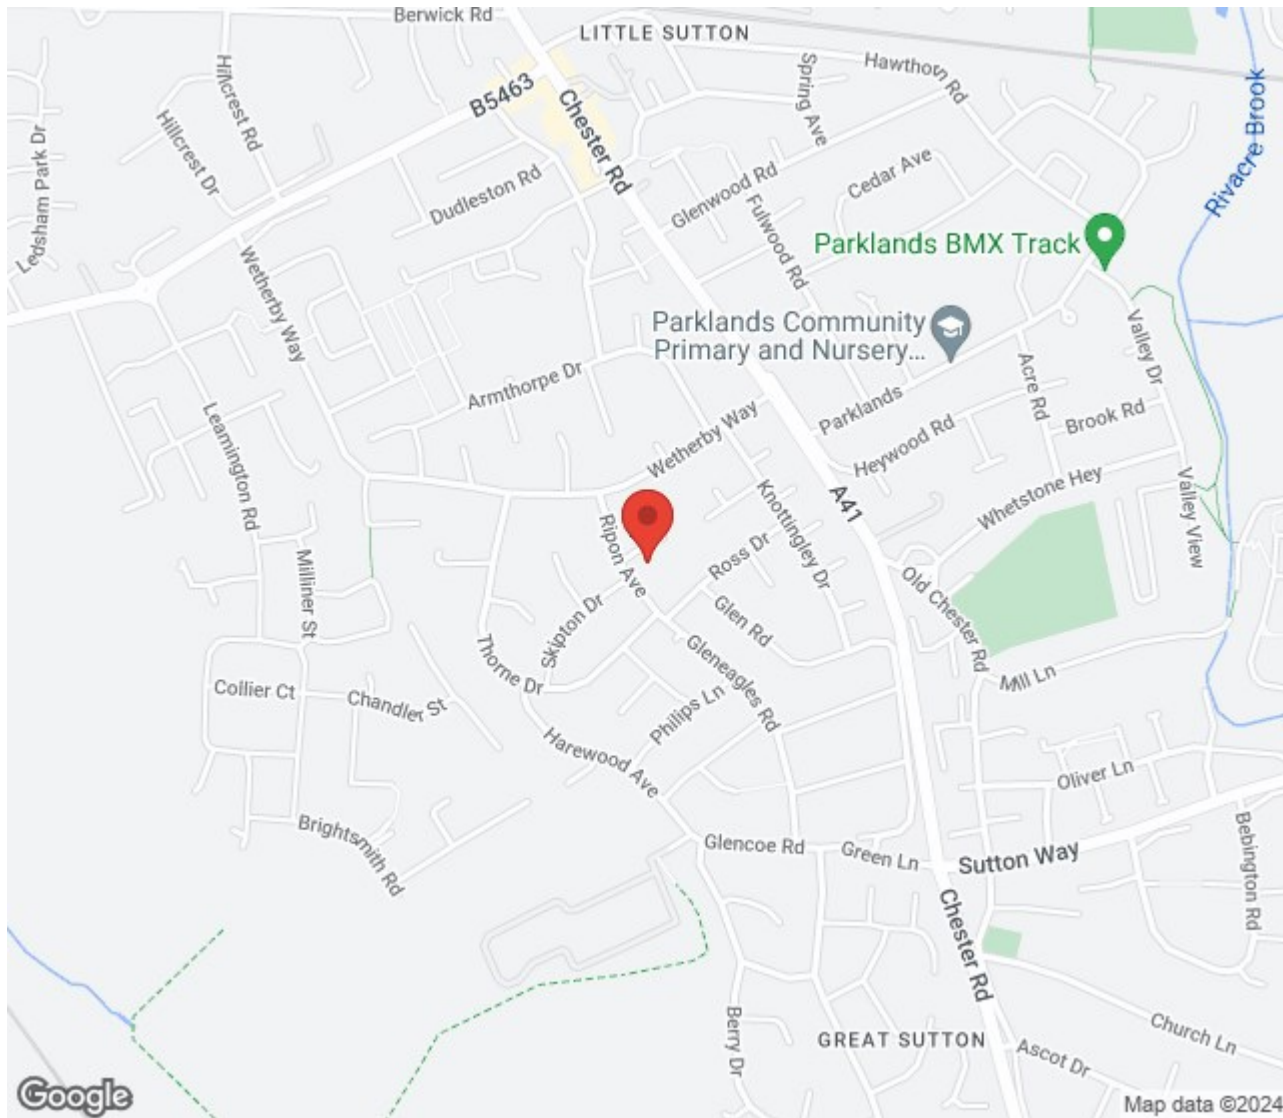 Berwick Rd
LITTLE SUTTON
Hawthorn Rd
Spring Ave
Hillcrest Rd
B5463
Chester Rd
Rivacre Brook
Hillcrest Dr
Ledsham Park Dr
Dudleston Rd
Glenwood Rd
Cedar Ave
Fulwood Rd
Parklands BMX Track
Wetherby Way
Parklands Community
Primary and Nursery...
Valley Dr
Armthorpe Dr
Acre Rd
Parklands
Brook Rd
Leamington Rd
Wetherby Way
Heywood Rd
Whetstone Hey
Knottingley Dr
A41
Valley View
Ripon Ave
Ross Dr
Milliner St
Old Chester Rd
Glen Rd
Skipton Dr
Thorne Dr
Gleneagles Rd
Mill Ln
Collier Ct
Chandler St
Philips Ln
Harewood Ave
Oliver Ln
Brightsmith Rd
Glencoe Rd
Green Ln
Sutton Way
Bebington Rd
Chester Rd
Berry Dr
GREAT SUTTON
Church Ln
Ascot Dr
Google
Map data ©2024